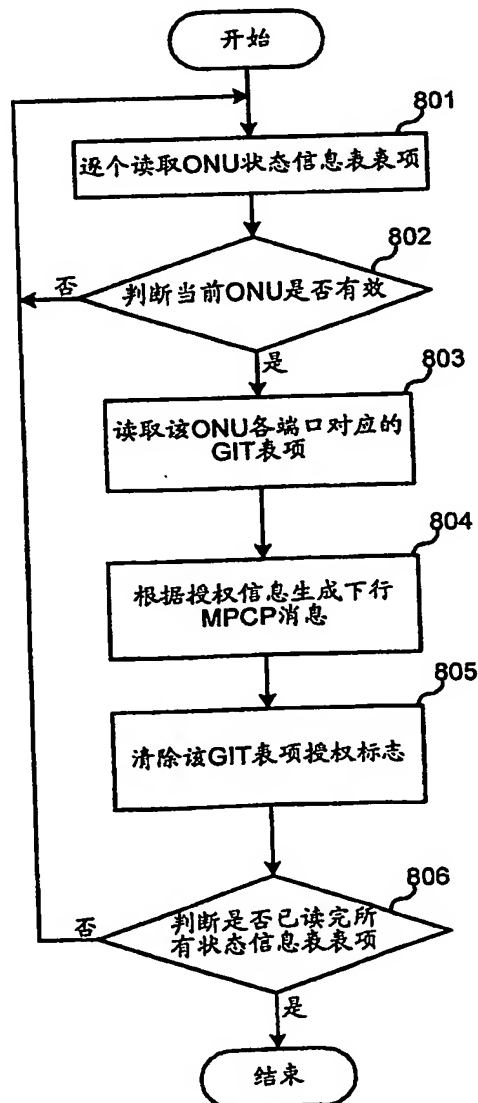 开始
801
逐个读取ONU状态信息表表项
802
判断当前ONU是否有效
否
是
803
读取该ONU各端口对应的
GIT表项
804
根据授权信息生成下行
MPCP消息
805
清除该GIT表项授权标志
806
判断是否已读完所
有状态信息表表项
否
是
结束